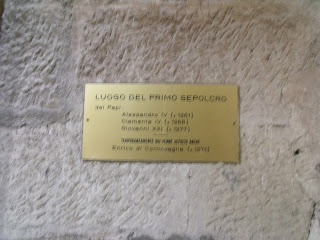 LUOGO DEL PRIMO SEPOLCRO
dei Papi
Alessandro IV (+1261)
Clemente IV (+1268)
Giovanni XXI (+1277)
Enrico di Cornovaglia (+1271)